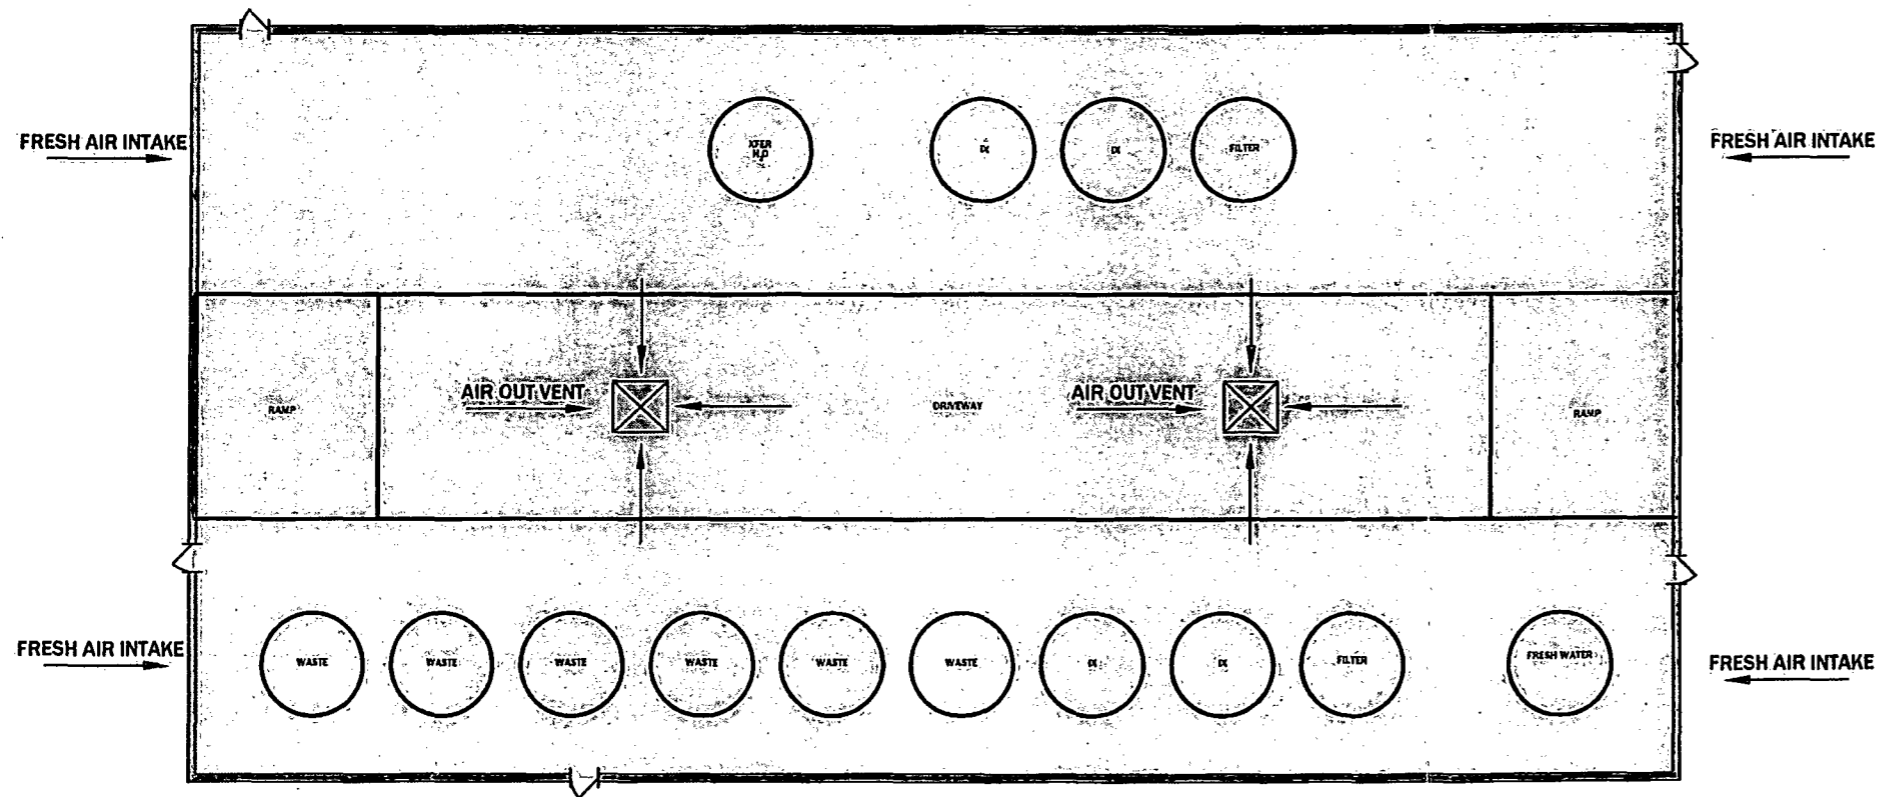 FRESH AIR INTAKE
XFER
H₂O
DI
DI
FILTER
FRESH AIR INTAKE
RAMP
AIR OUT VENT
DRIVEWAY
AIR OUT VENT
RAMP
FRESH AIR INTAKE
WASTE
WASTE
WASTE
WASTE
WASTE
WASTE
DI
DI
FILTER
FRESH WATER
FRESH AIR INTAKE